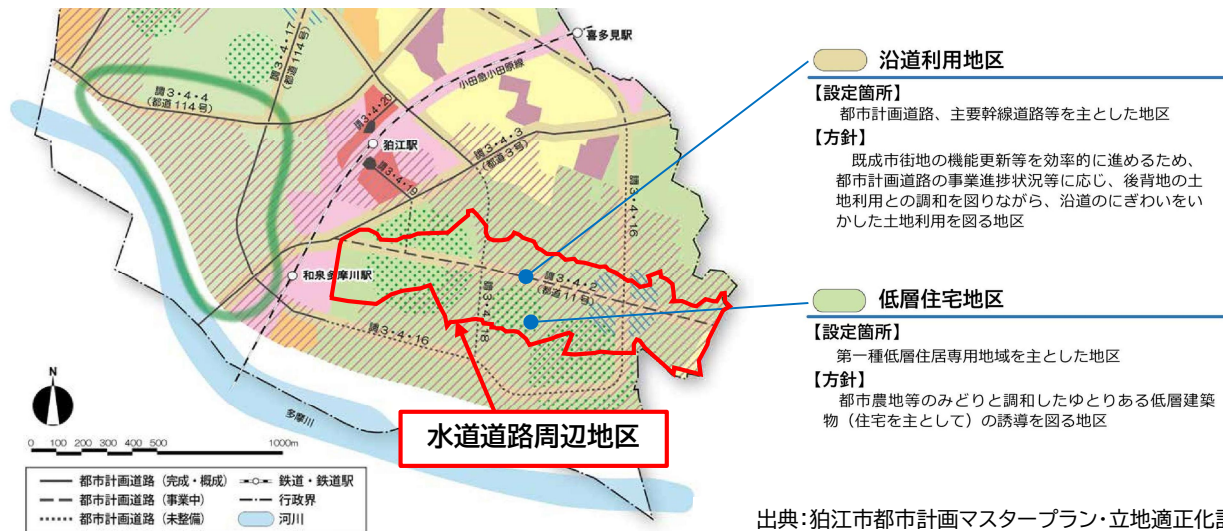 調3・4・17
(都道114号)
喜多見駅
小田急小田原線
調3・4・4
(都道114号)
調3・4・20
狛江駅
調3・4・3
(都道3号)
調3・4・19
調3・4・16
和泉多摩川駅
調3・4・2
(都道11号)
調3・4・18
調3・4・16
多摩川
水道道路周辺地区
N
0 100 200 300 400 500 1000m
都市計画道路（完成・概成）
都市計画道路（事業中）
都市計画道路（未整備）
鉄道・鉄道駅
行政界
河川
沿道利用地区
【設定箇所】
都市計画道路、主要幹線道路等を主とした地区
【方針】
既成市街地の機能更新等を効率的に進めるため、
都市計画道路の事業進捗状況等に応じ、後背地の土
地利用との調和を図りながら、沿道のにぎわいをい
かした土地利用を図る地区
低層住宅地区
【設定箇所】
第一種低層住居専用地域を主とした地区
【方針】
都市農地等のみどりと調和したゆとりある低層建築
物（住宅を主として）の誘導を図る地区
出典：狛江市都市計画マスタープラン・立地適正化計